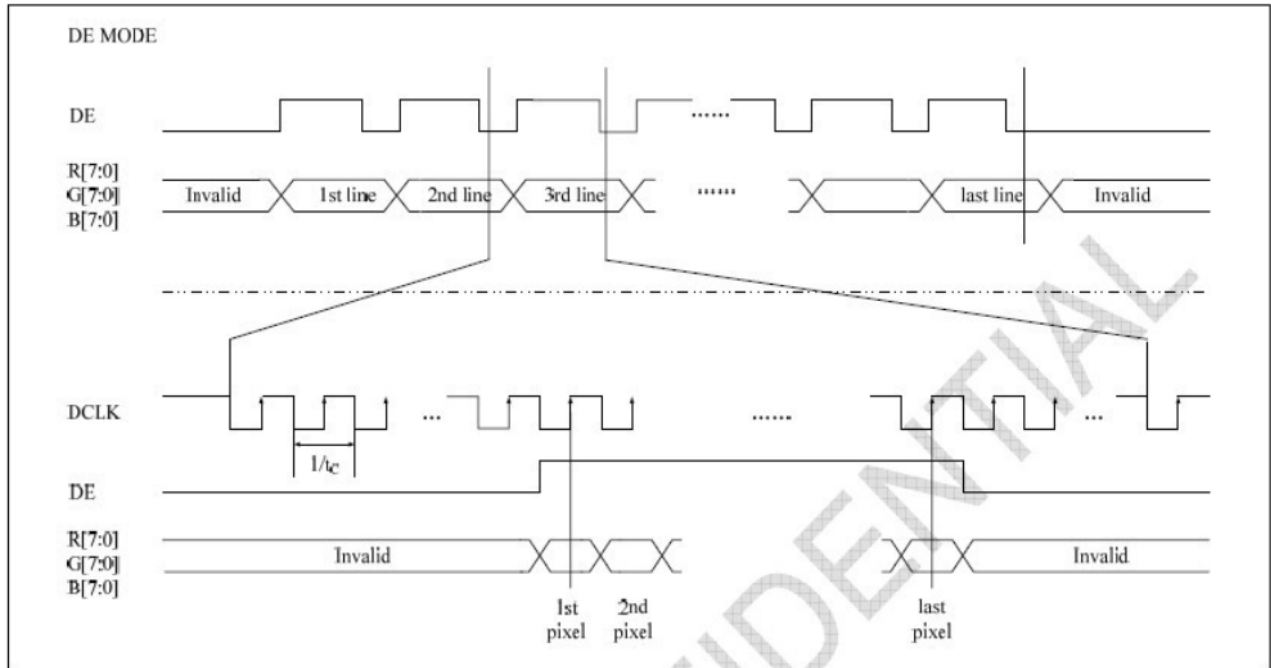 DE MODE
DE
R[7:0]
G[7:0]
B[7:0]
Invalid
1st line
2nd line
3rd line
......
last line
Invalid
DCLK
...
......
...
1/tc
DE
R[7:0]
G[7:0]
B[7:0]
Invalid
Invalid
1st
pixel
2nd
pixel
last
pixel
FIDENTIAL